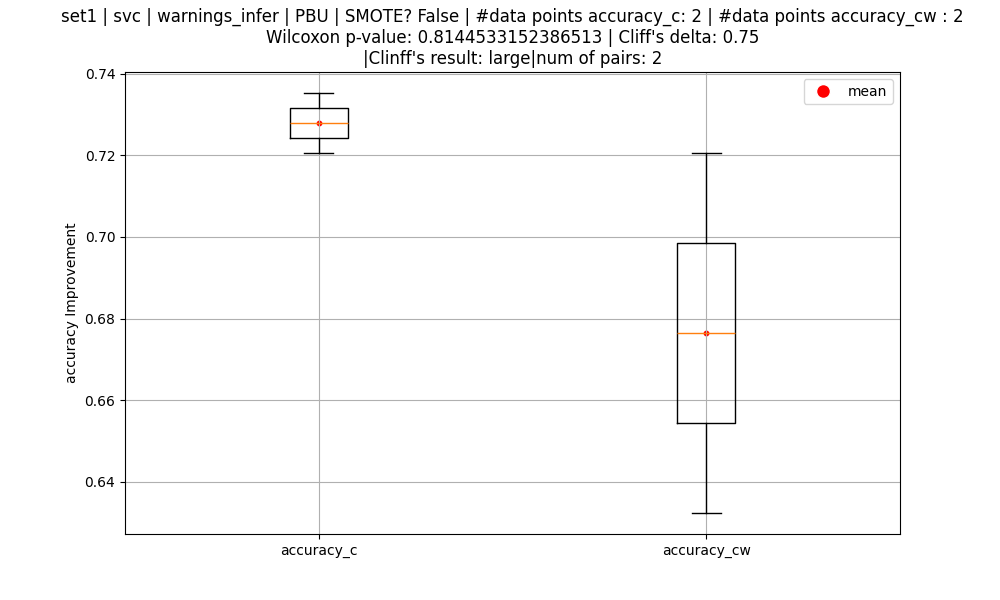 set1 | svc | warnings_infer | PBU | SMOTE? False | #data points accuracy_c: 2 | #data points accuracy_cw : 2
Wilcoxon p-value: 0.8144533152386513 | Cliff's delta: 0.75
|Clinff's result: large|num of pairs: 2
mean
0.74
0.72
0.70
0.68
0.66
0.64
accuracy Improvement
accuracy_c
accuracy_cw